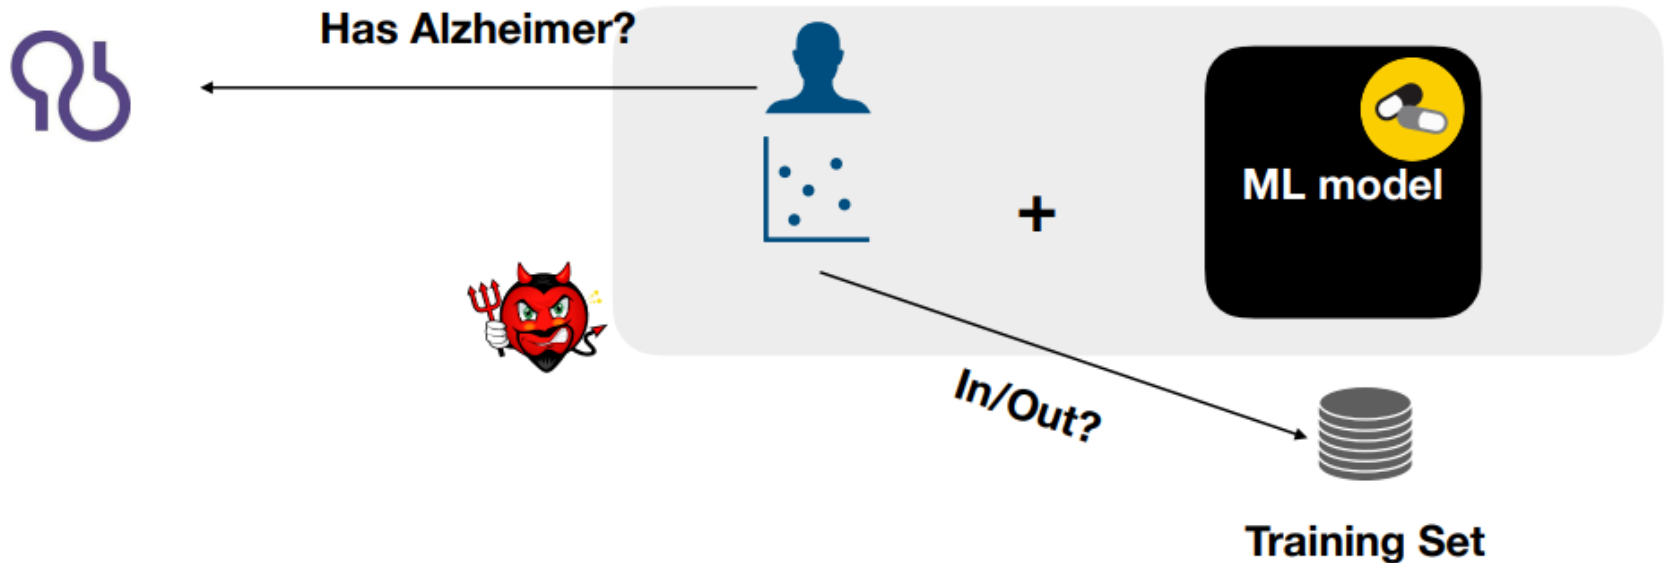 Has Alzheimer?
ML model
+
In/Out?
Training Set